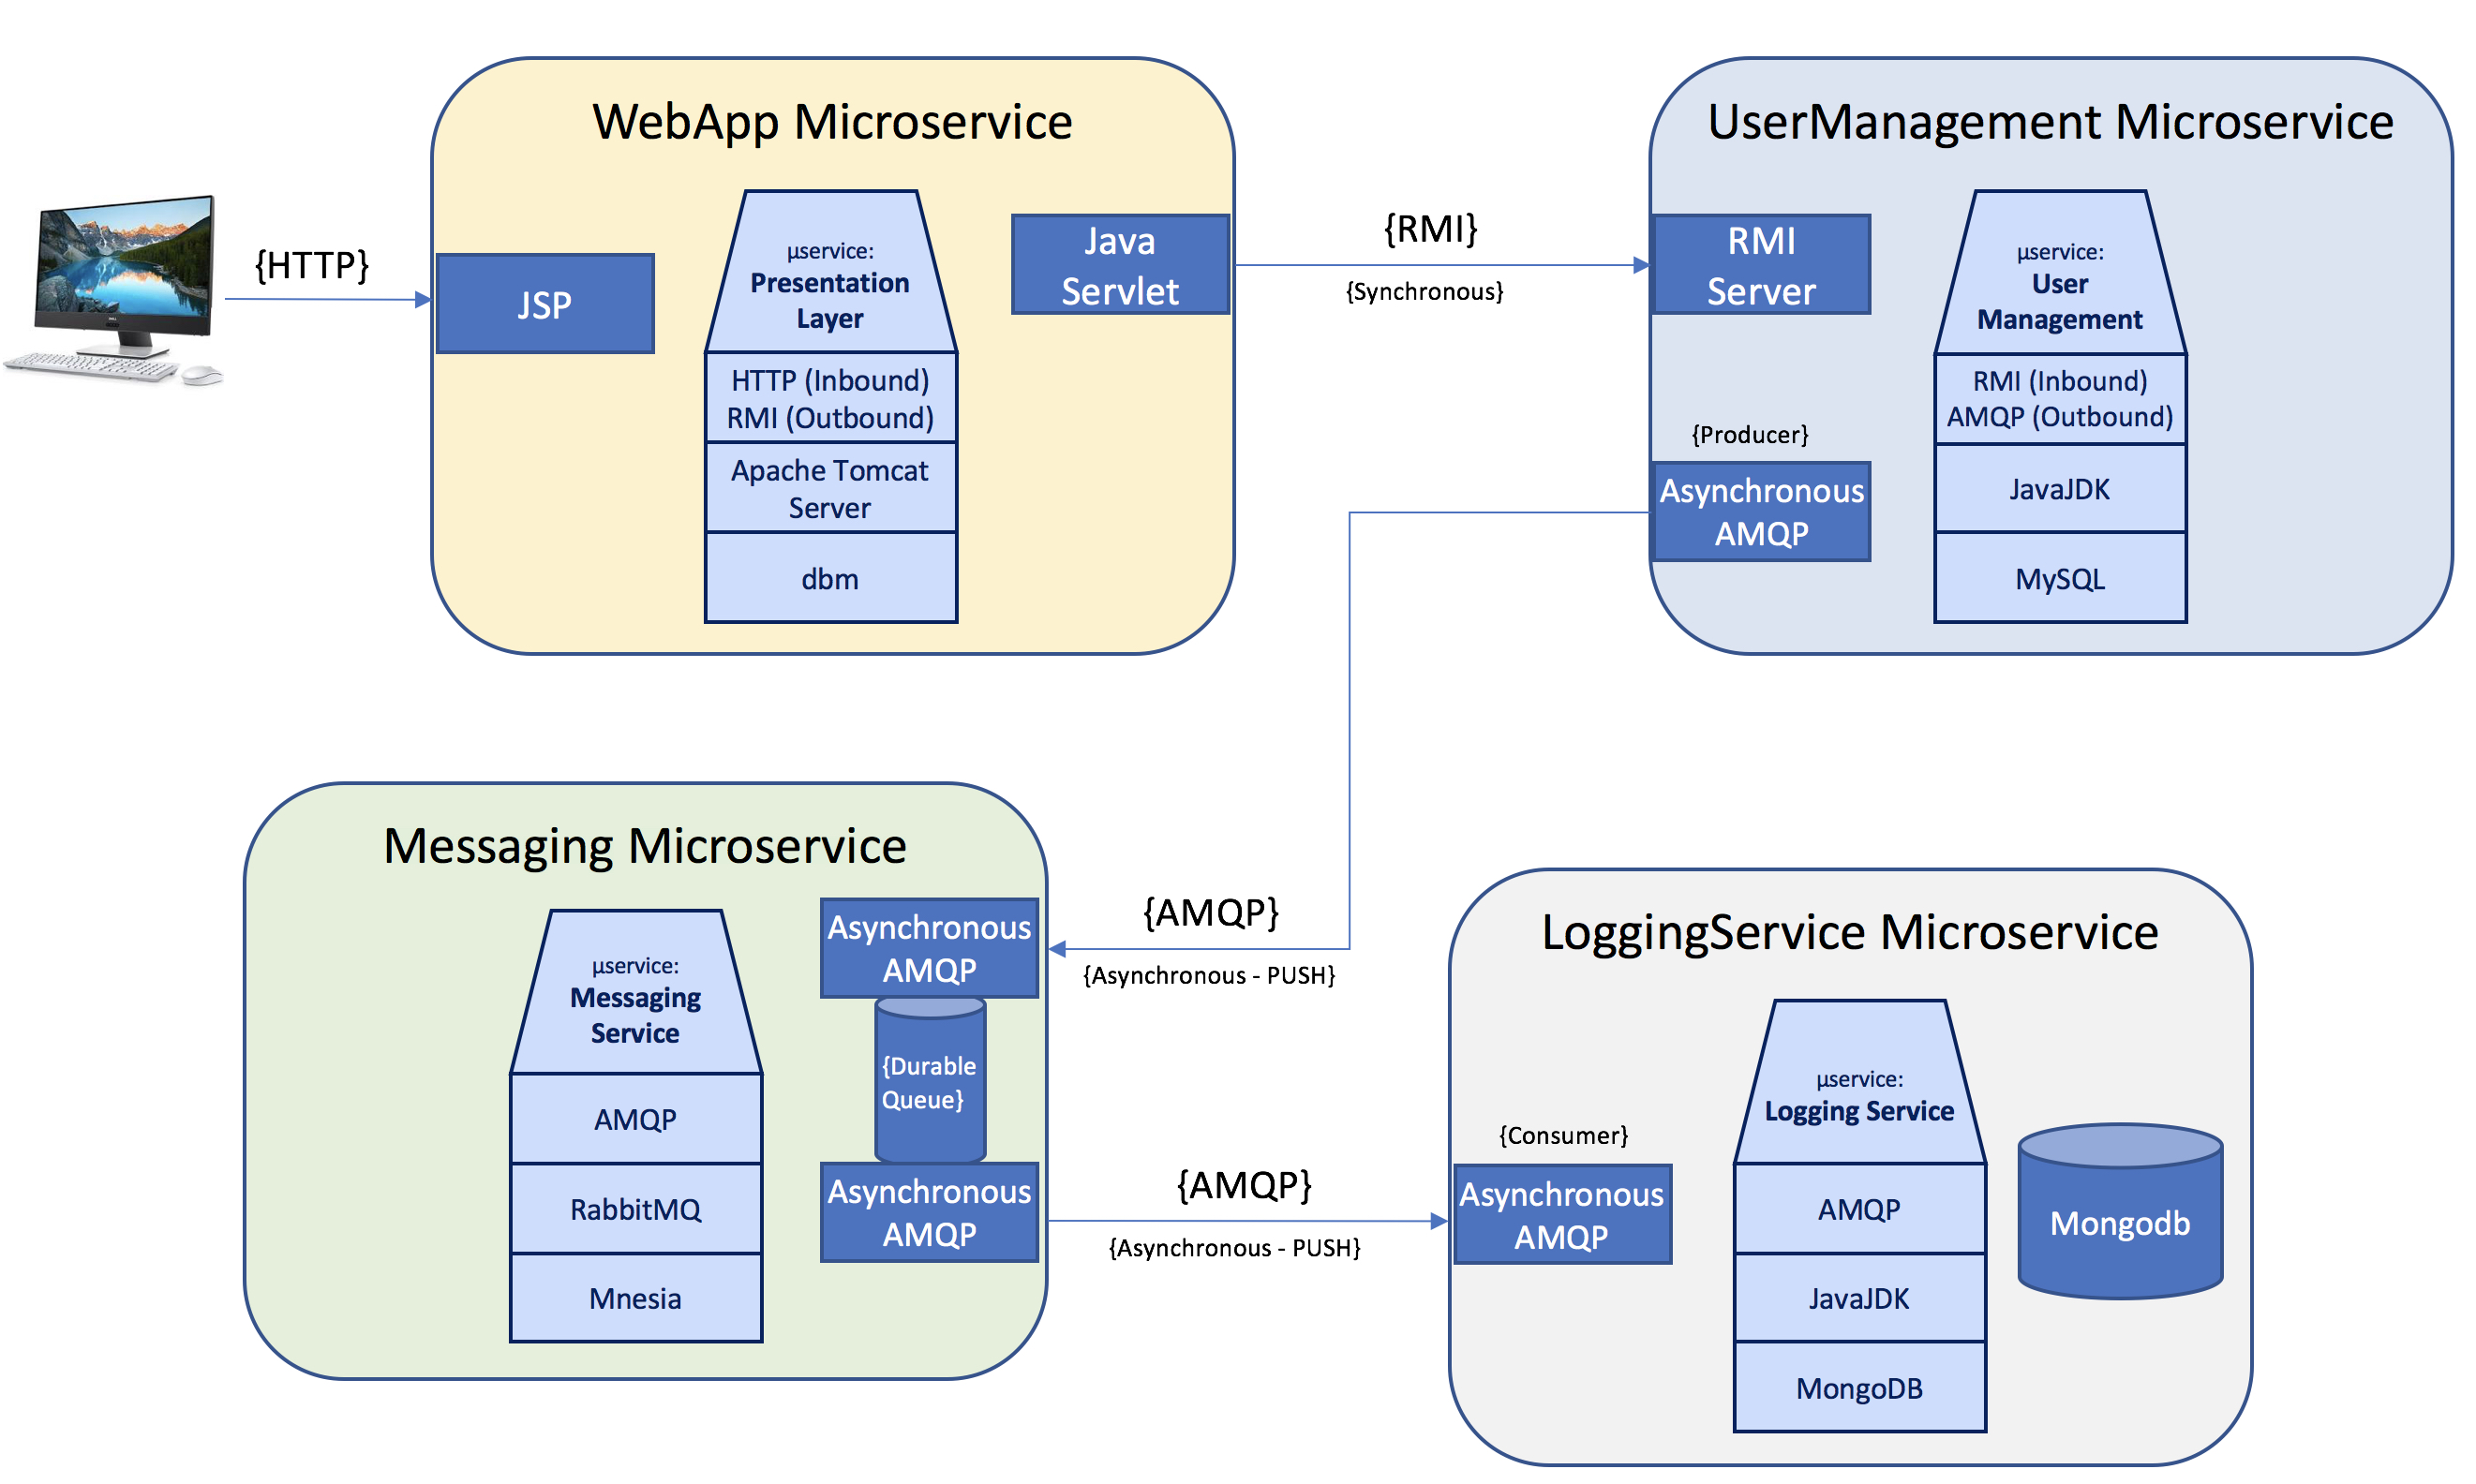 WebApp Microservice
{HTTP}
JSP
µservice:
Presentation
Layer
HTTP (Inbound)
RMI (Outbound)
Apache Tomcat
Server
dbm
Java
Servlet
{RMI}
{Synchronous}
UserManagement Microservice
RMI
Server
{Producer}
Asynchronous
AMQP
µservice:
User
Management
RMI (Inbound)
AMQP (Outbound)
JavaJDK
MySQL
Messaging Microservice
µservice:
Messaging
Service
AMQP
RabbitMQ
Mnesia
Asynchronous
AMQP
{Durable
Queue}
Asynchronous
AMQP
{AMQP}
{Asynchronous - PUSH}
{AMQP}
{Asynchronous - PUSH}
LoggingService Microservice
{Consumer}
Asynchronous
AMQP
µservice:
Logging Service
AMQP
JavaJDK
MongoDB
Mongodb